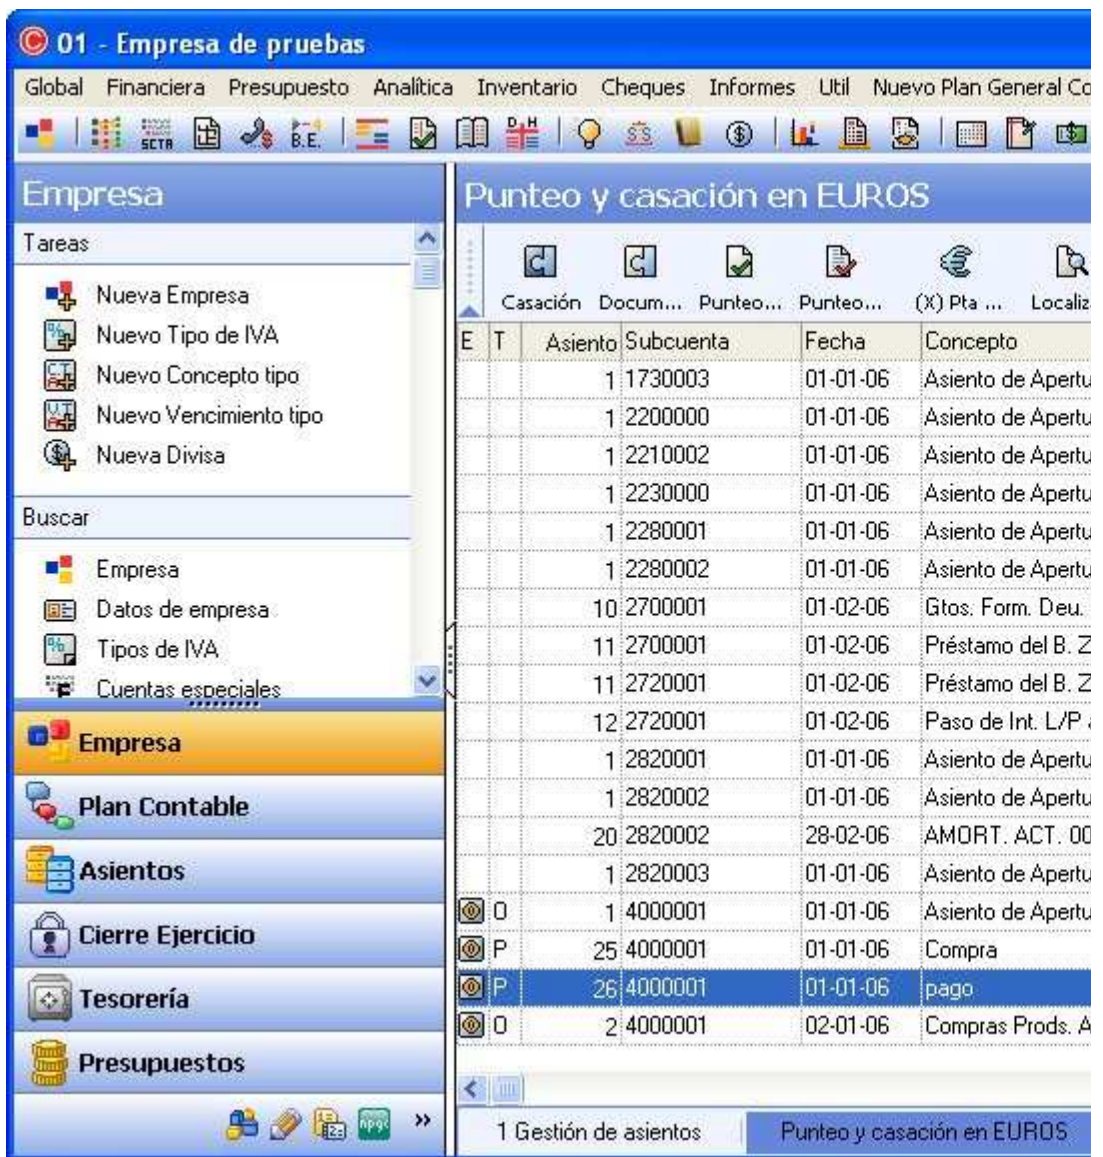 01 - Empresa de pruebas
Global Financiera Presupuesto Analítica Inventario Cheques Informes Util Nuevo Plan General Co
SCTA B.E. D H
Empresa
Tareas
Nueva Empresa
Nuevo Tipo de IVA
Nuevo Concepto tipo
Nuevo Vencimiento tipo
Nueva Divisa
Buscar
Empresa
Datos de empresa
Tipos de IVA
Cuentas especiales
Empresa
Plan Contable
Asientos
Cierre Ejercicio
Tesorería
Presupuestos
npgc »
Punteo y casación en EUROS
Casación Docum... Punteo... Punteo... (X) Pta ... Localiz
E T Asiento Subcuenta Fecha Concepto
1 1730003 01-01-06 Asiento de Apertu
1 2200000 01-01-06 Asiento de Apertu
1 2210002 01-01-06 Asiento de Apertu
1 2230000 01-01-06 Asiento de Apertu
1 2280001 01-01-06 Asiento de Apertu
1 2280002 01-01-06 Asiento de Apertu
10 2700001 01-02-06 Gtos. Form. Deu.
11 2700001 01-02-06 Préstamo del B. Z
11 2720001 01-02-06 Préstamo del B. Z
12 2720001 01-02-06 Paso de Int. L/P
1 2820001 01-01-06 Asiento de Apertu
1 2820002 01-01-06 Asiento de Apertu
20 2820002 28-02-06 AMORT. ACT. 00
1 2820003 01-01-06 Asiento de Apertu
O 1 4000001 01-01-06 Asiento de Apertu
P 25 4000001 01-01-06 Compra
P 26 4000001 01-01-06 pago
O 2 4000001 02-01-06 Compras Prods. A
1 Gestión de asientos Punteo y casación en EUROS